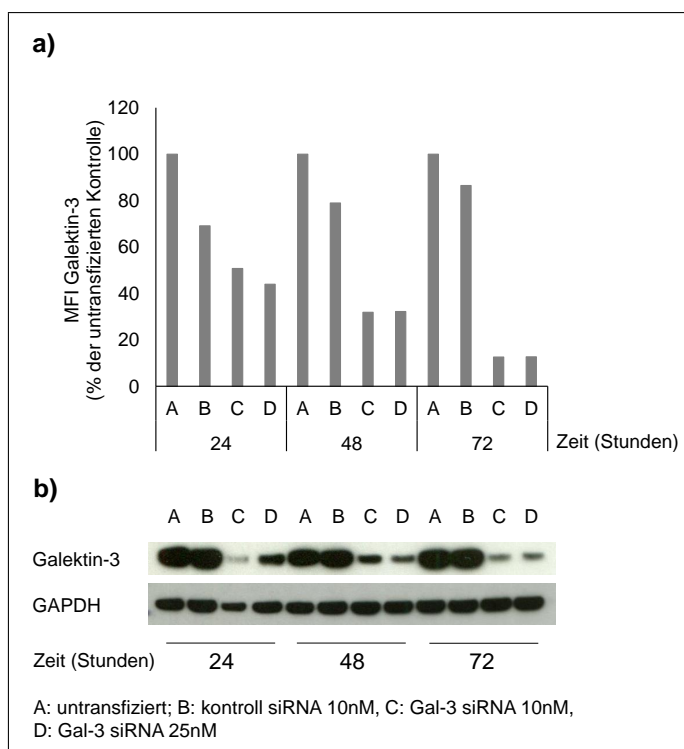 a)
MFI Galektin-3
(% der untransfizierten Kontrolle)
120
100
80
60
40
20
0
A B C D A B C D A B C D
24 48 72 Zeit (Stunden)
b)
A B C D A B C D A B C D
Galektin-3
GAPDH
Zeit (Stunden) 24 48 72
A: untransfiziert; B: kontroll siRNA 10nM, C: Gal-3 siRNA 10nM,
D: Gal-3 siRNA 25nM